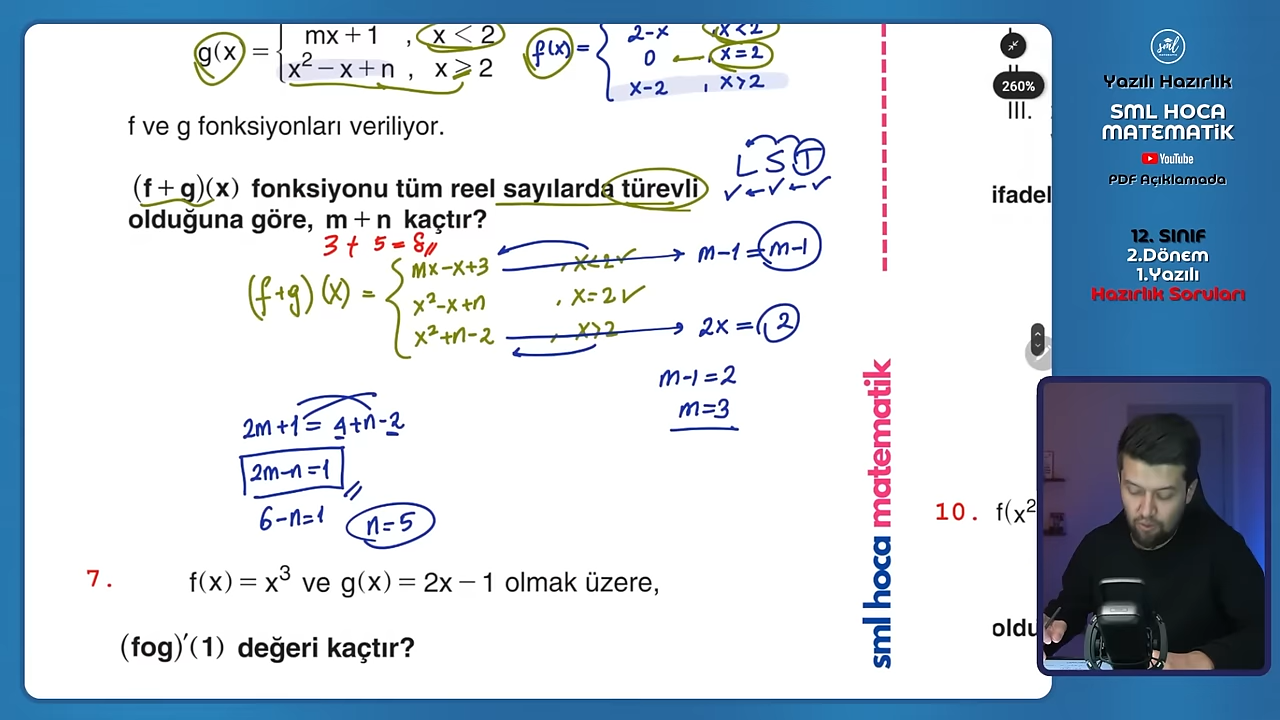 g(x = { mx + 1 , x < 2
x² − x + n , x ≥ 2
f(x) = { 2-x , x<2
0 , x=2
x-2 , x>2
f ve g fonksiyonları veriliyor.
L S T
(f + g)(x) fonksiyonu tüm reel sayılarda türevli
olduğuna göre, m + n kaçtır?
3 + 5 = 8
(f+g)(x) = { mx-x+3 , x<2 m-1 = m-1
x²-x+n , x=2
x²+n-2 , x>2 2x = 2
m-1=2
m=3
2m+1 = 4+n-2
2m-n=1
6-n=1 n=5
7. f(x) = x³ ve g(x) = 2x − 1 olmak üzere,
(fog)′(1) değeri kaçtır?
sml hoca matematik
260%
III.
ifadel
10. f(x²
oldu
sml
Yazılı Hazırlık
SML HOCA
MATEMATİK
YouTube
PDF Açıklamada
12. SINIF
2.Dönem
1.Yazılı
Hazırlık Soruları